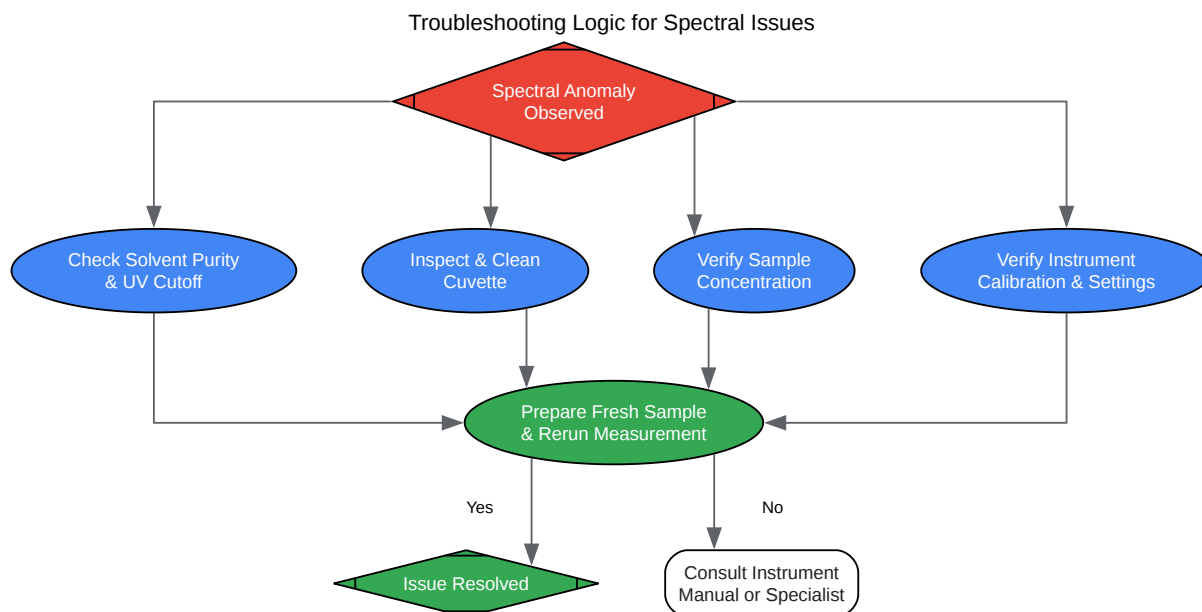 Troubleshooting Logic for Spectral Issues
Spectral Anomaly
Observed
Check Solvent Purity
& UV Cutoff
Inspect & Clean
Cuvette
Verify Sample
Concentration
Verify Instrument
Calibration & Settings
Prepare Fresh Sample
& Rerun Measurement
Yes
No
Issue Resolved
Consult Instrument
Manual or Specialist